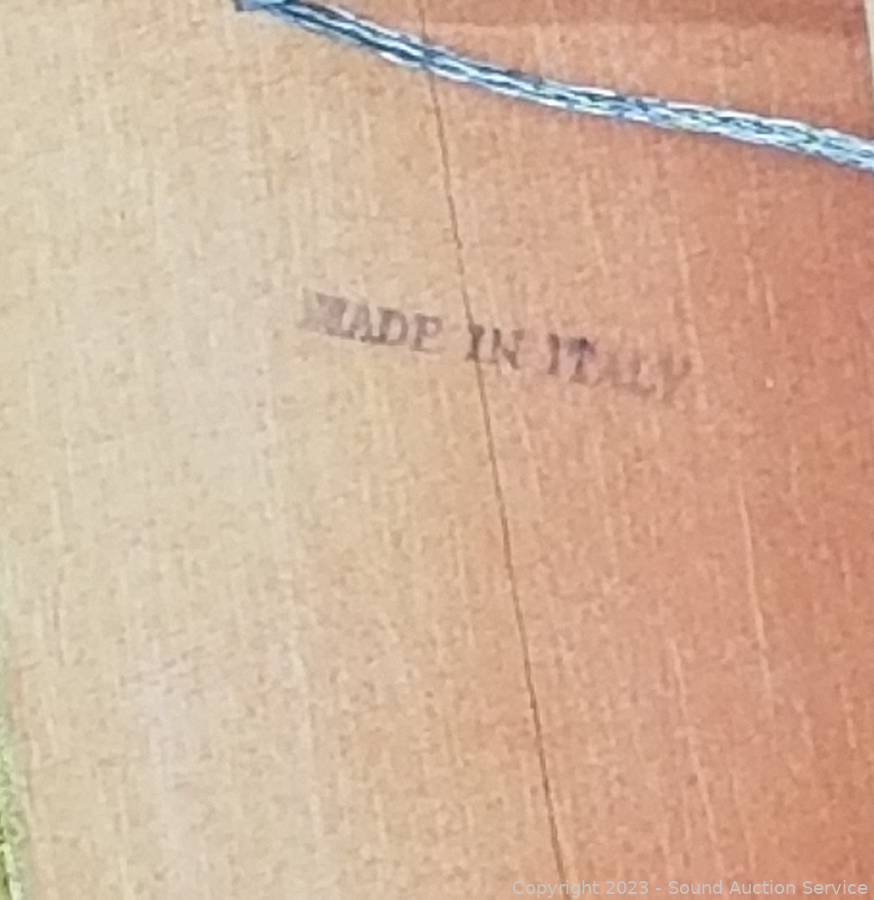 MADE IN ITALY
Copyright 2023 - Sound Auction Service